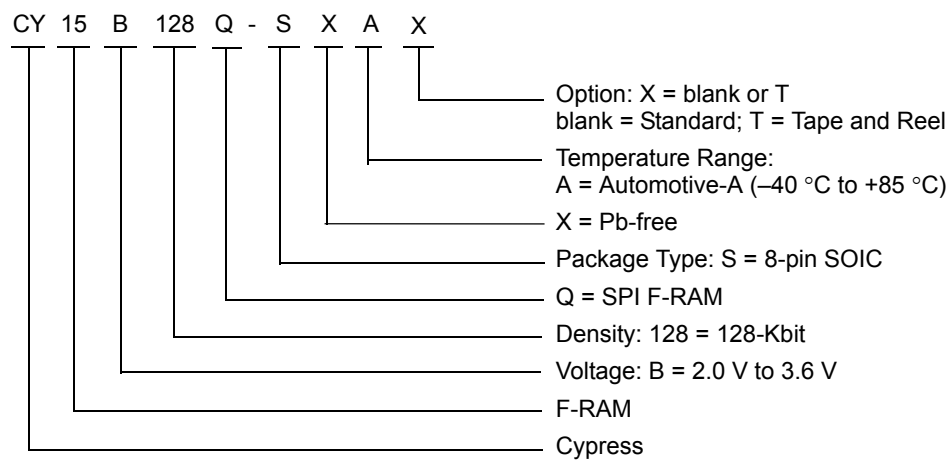 CY 15 B 128 Q - S X A X
Option: X = blank or T
blank = Standard; T = Tape and Reel
Temperature Range:
A = Automotive-A (–40 °C to +85 °C)
X = Pb-free
Package Type: S = 8-pin SOIC
Q = SPI F-RAM
Density: 128 = 128-Kbit
Voltage: B = 2.0 V to 3.6 V
F-RAM
Cypress